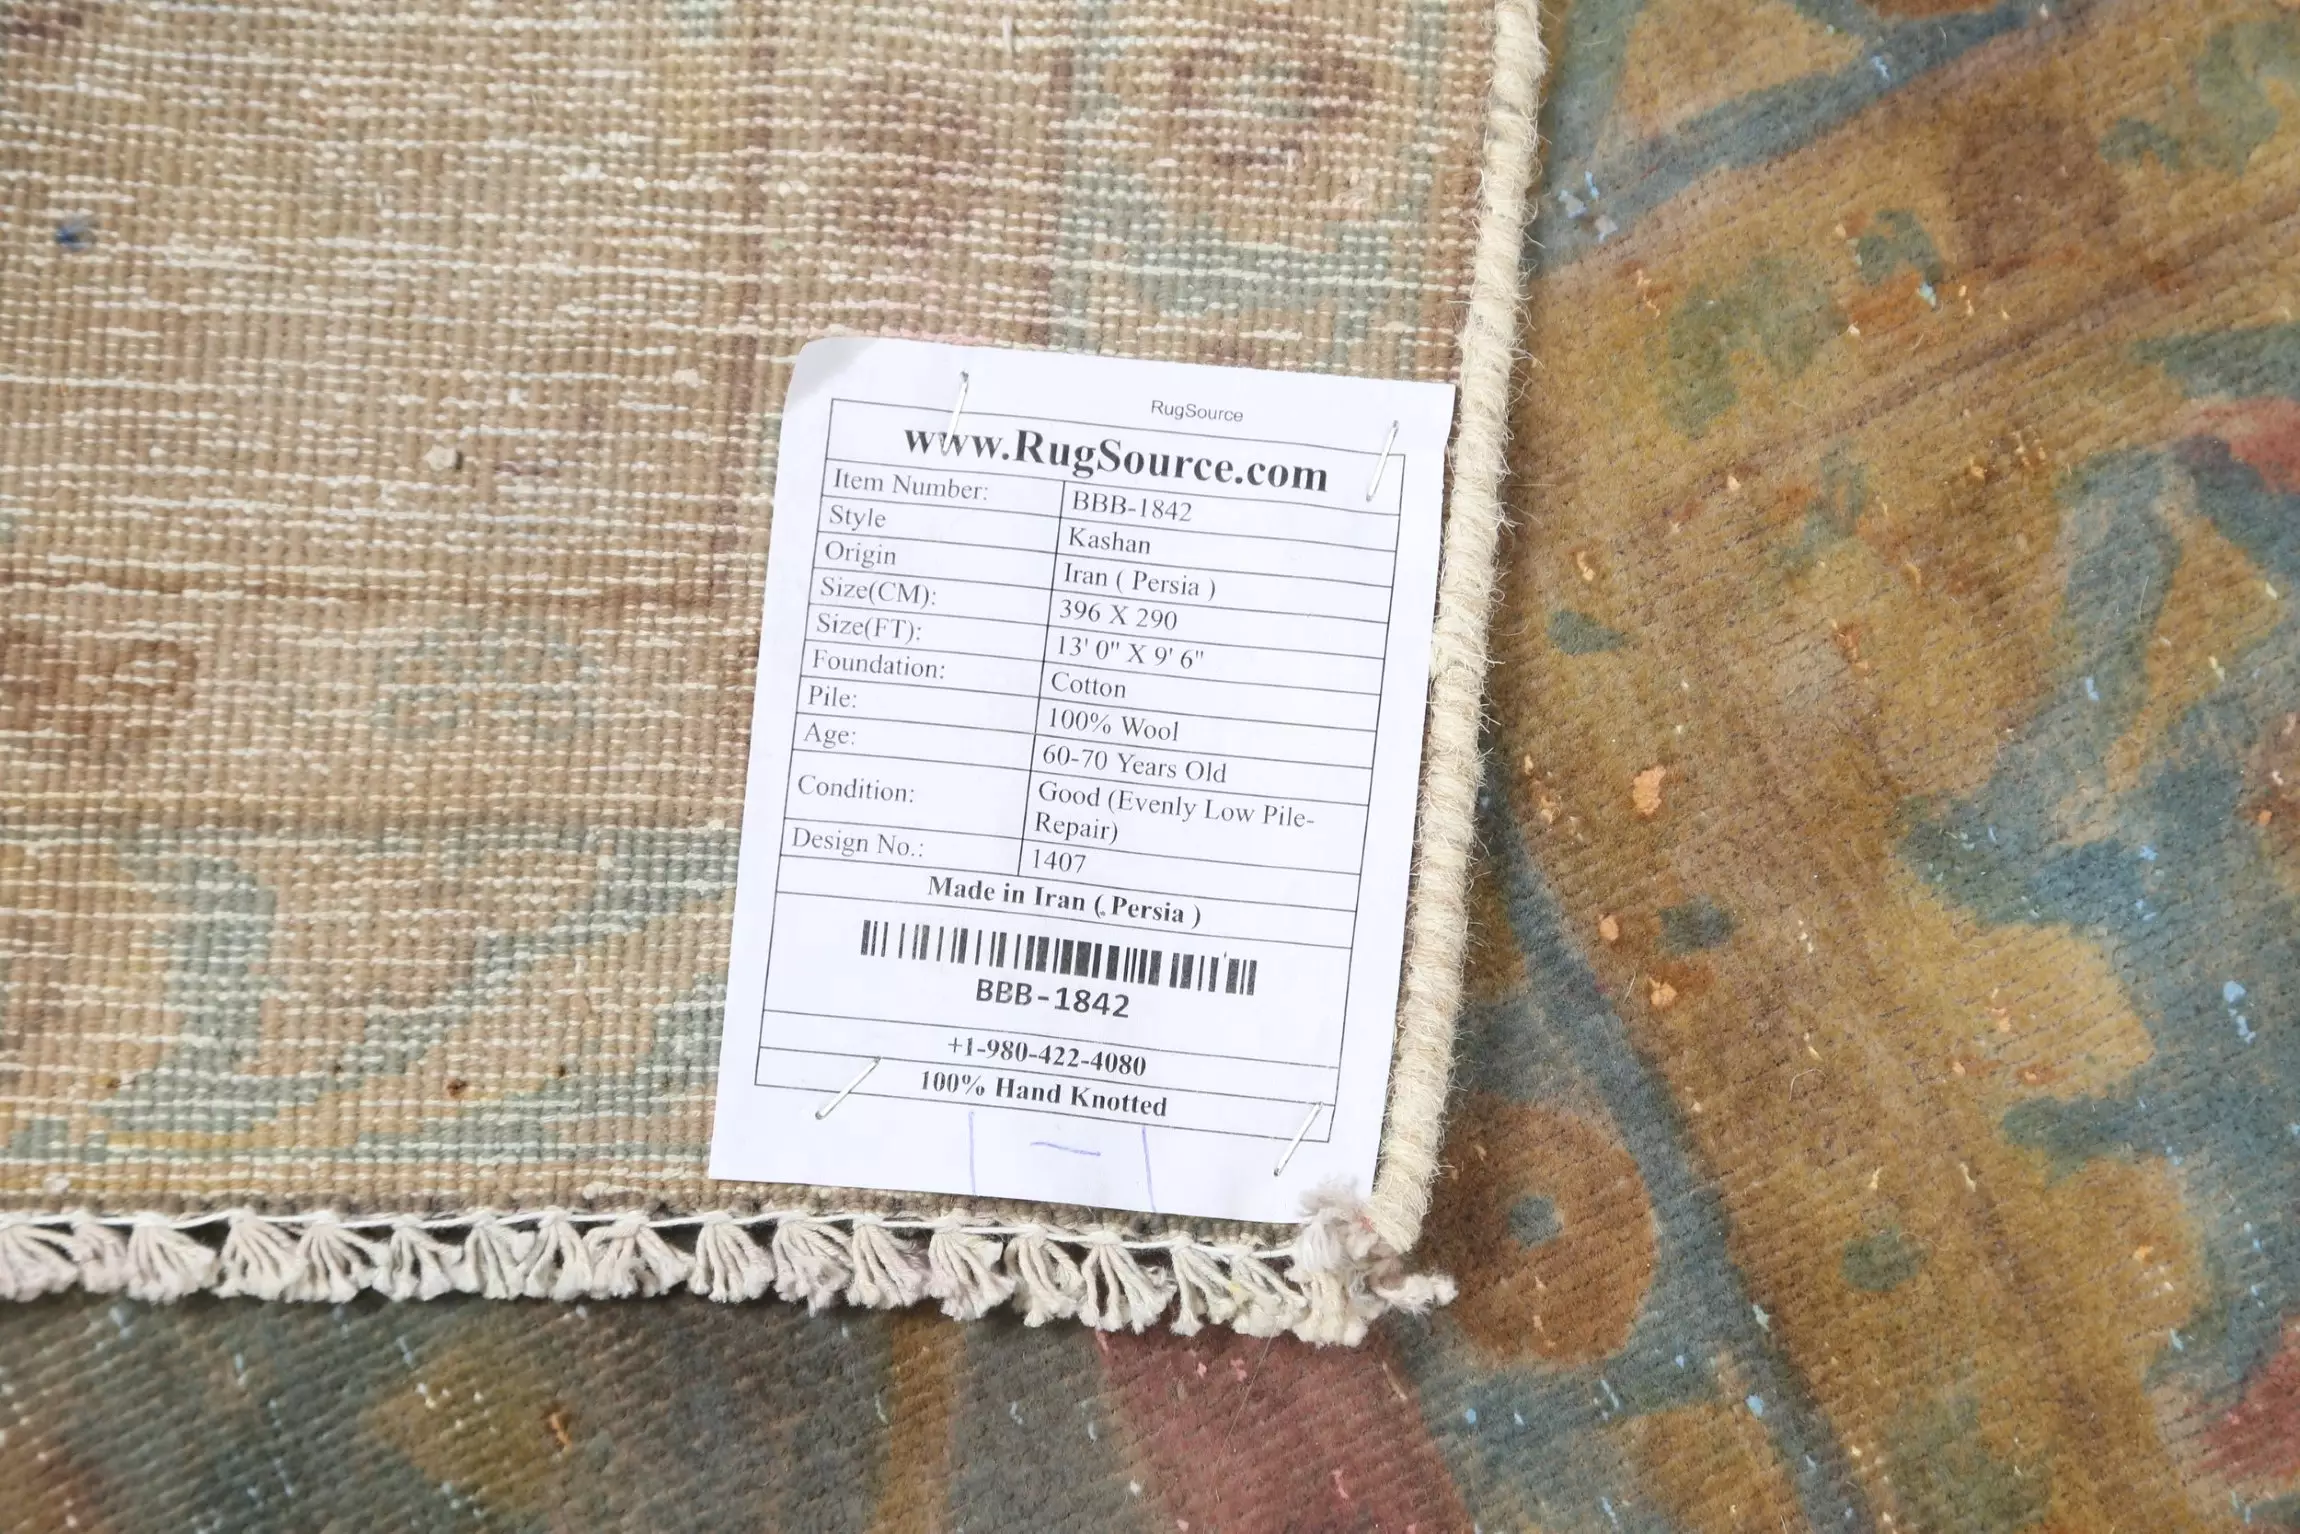 RugSource
www.RugSource.com
Item Number: BBB-1842
Style Kashan
Origin Iran ( Persia )
Size(CM): 396 X 290
Size(FT): 13' 0" X 9' 6"
Foundation: Cotton
Pile: 100% Wool
Age: 60-70 Years Old
Condition: Good (Evenly Low Pile-
Repair)
Design No.: 1407
Made in Iran ( Persia )
BBB-1842
+1-980-422-4080
100% Hand Knotted